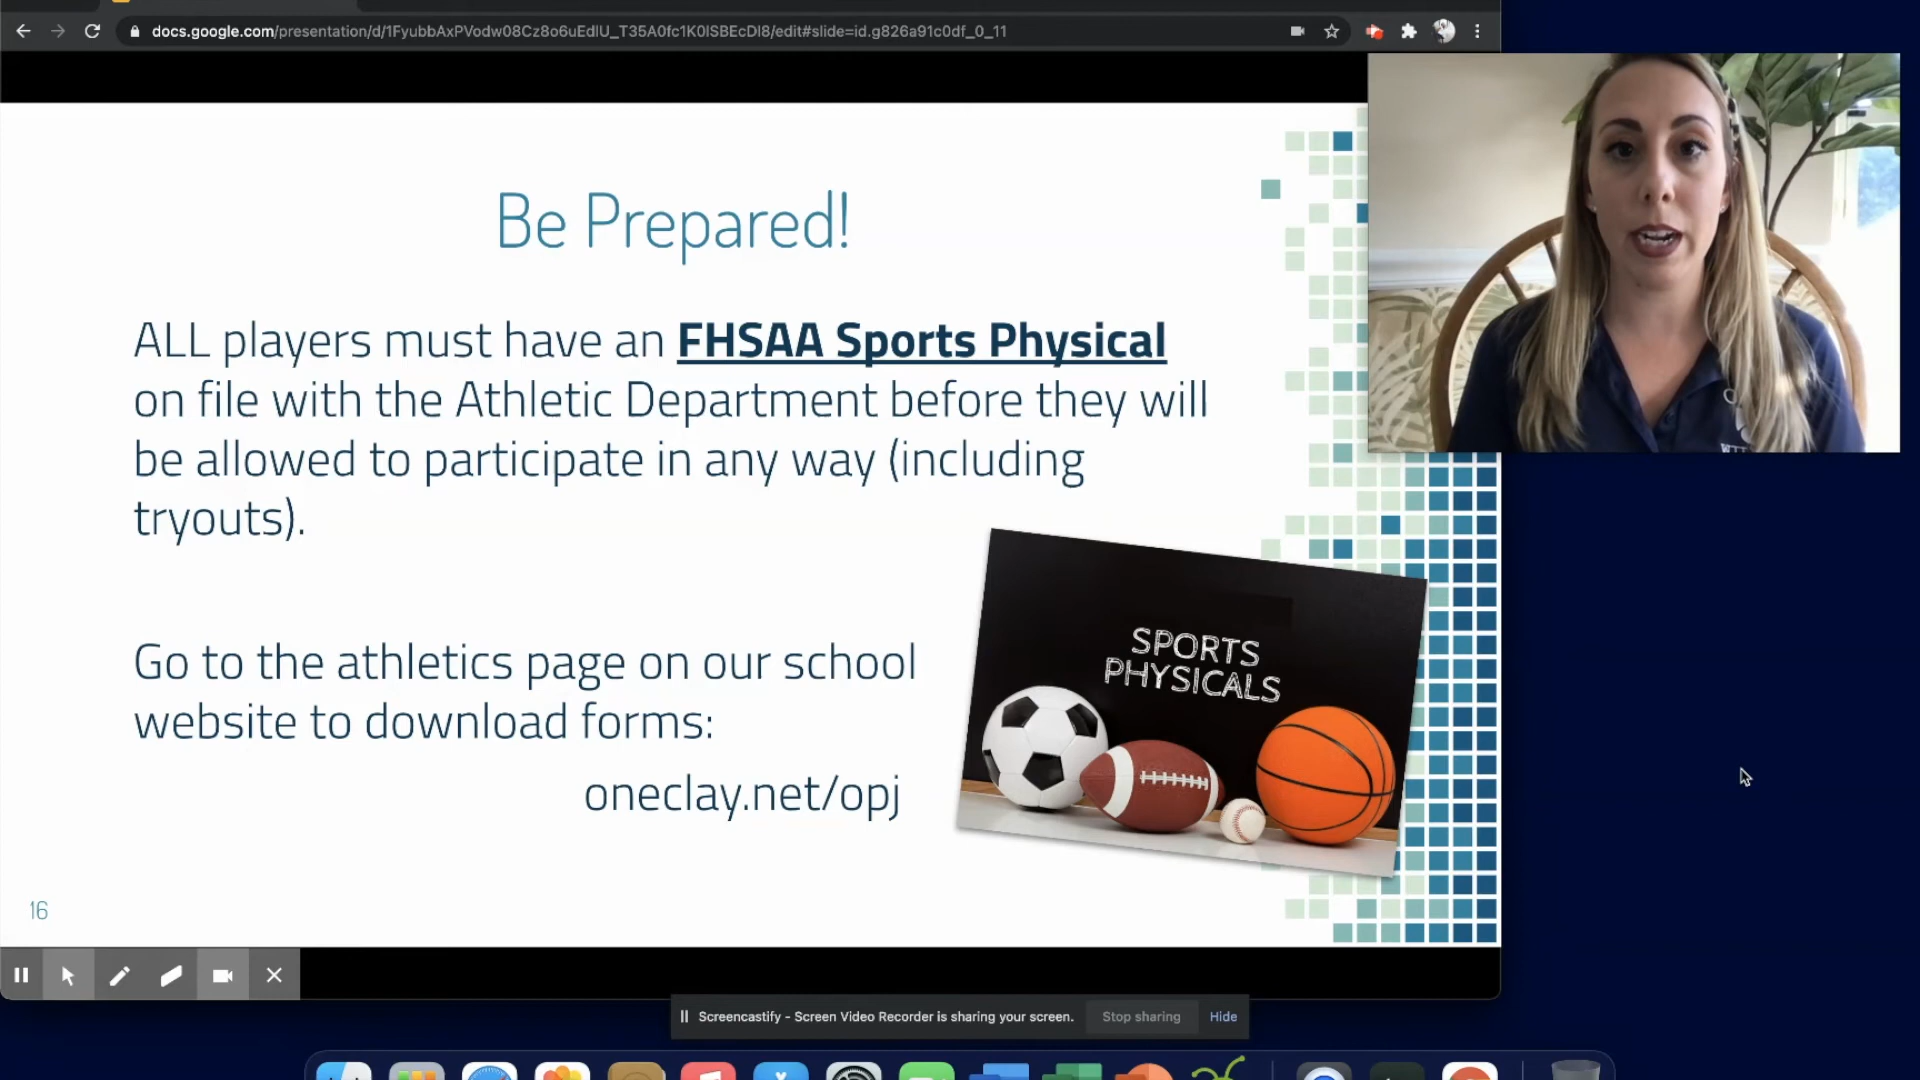 docs.google.com/presentation/d/1FyubbAxPVodw08Cz8o6uEdlU_T35A0fc1K0lSBEcDl8/edit#slide=id.g826a91c0df_0_11
Be Prepared!
ALL players must have an FHSAA Sports Physical
on file with the Athletic Department before they will
be allowed to participate in any way (including
tryouts).
SPORTS
PHYSICALS
Go to the athletics page on our school
website to download forms:
oneclay.net/opj
16
Screencastify - Screen Video Recorder is sharing your screen.
Stop sharing
Hide